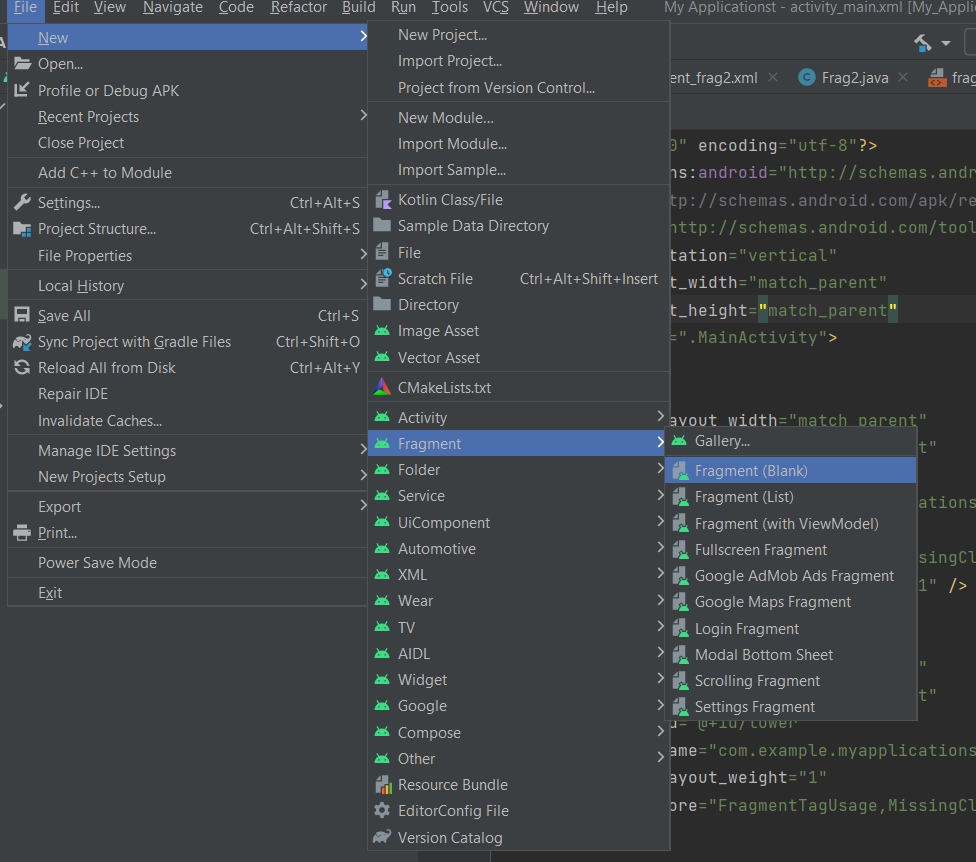 File Edit View Navigate Code Refactor Build Run Tools VCS Window Help My Applicationst - activity_main.xml [My_Applic
New
Open...
Profile or Debug APK
Recent Projects
Close Project
Add C++ to Module
Settings... Ctrl+Alt+S
Project Structure... Ctrl+Alt+Shift+S
File Properties
Local History
Save All Ctrl+S
Sync Project with Gradle Files Ctrl+Shift+O
Reload All from Disk Ctrl+Alt+Y
Repair IDE
Invalidate Caches...
Manage IDE Settings
New Projects Setup
Export
Print...
Power Save Mode
Exit
New Project...
Import Project...
Project from Version Control...
New Module...
Import Module...
Import Sample...
Kotlin Class/File
Sample Data Directory
File
Scratch File Ctrl+Alt+Shift+Insert
Directory
Image Asset
Vector Asset
CMakeLists.txt
Activity
Fragment
Folder
Service
UiComponent
Automotive
XML
Wear
TV
AIDL
Widget
Google
Compose
Other
Resource Bundle
EditorConfig File
Version Catalog
Gallery...
Fragment (Blank)
Fragment (List)
Fragment (with ViewModel)
Fullscreen Fragment
Google AdMob Ads Fragment
Google Maps Fragment
Login Fragment
Modal Bottom Sheet
Scrolling Fragment
Settings Fragment
ent_frag2.xml Frag2.java frag
0" encoding="utf-8"?>
ns:android="http://schemas.andr
tp://schemas.android.com/apk/re
http://schemas.android.com/tool
tation="vertical"
t_width="match_parent"
t_height="match_parent"
=".MainActivity">
ayout_width="match_parent"
t"
cations
ssingCl
1" />
"
t"
d="@+id/lower"
ame="com.example.myapplications
ayout_weight="1"
ore="FragmentTagUsage,MissingCl